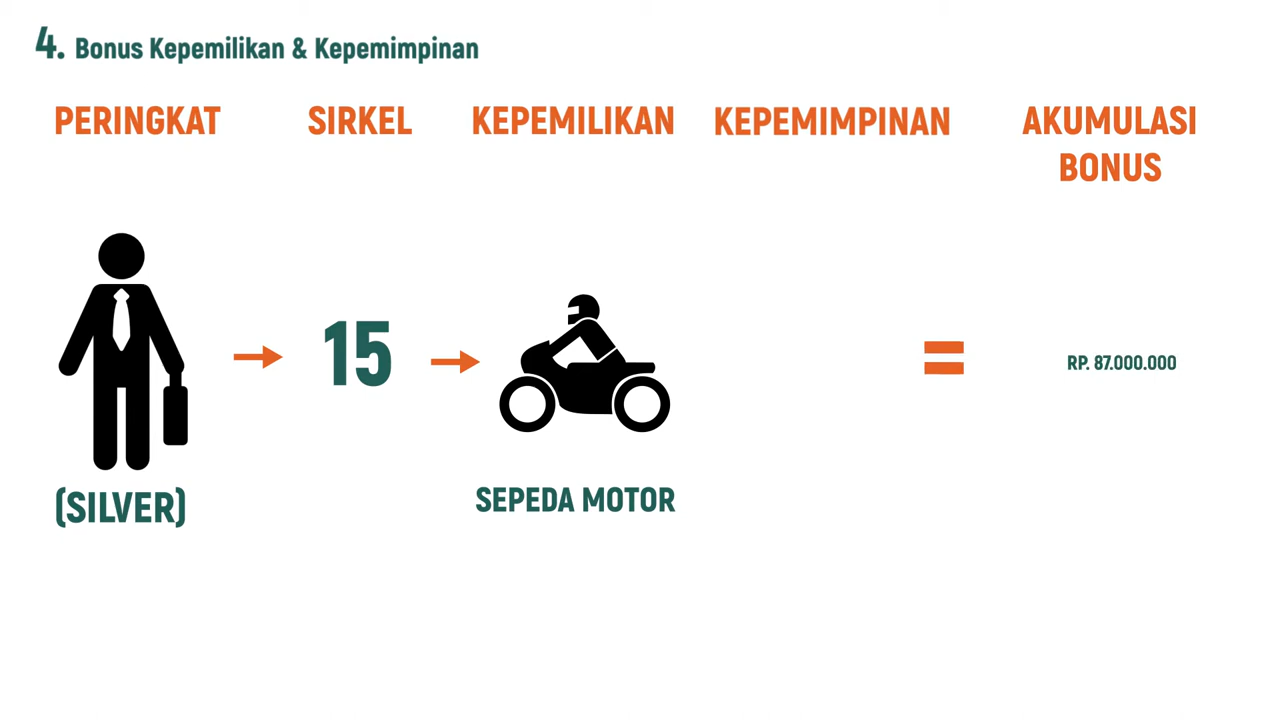 4. Bonus Kepemilikan & Kepemimpinan
PERINGKAT
SIRKEL
KEPEMILIKAN
KEPEMIMPINAN
AKUMULASI
BONUS
15
RP. 87.000.000
(SILVER)
SEPEDA MOTOR